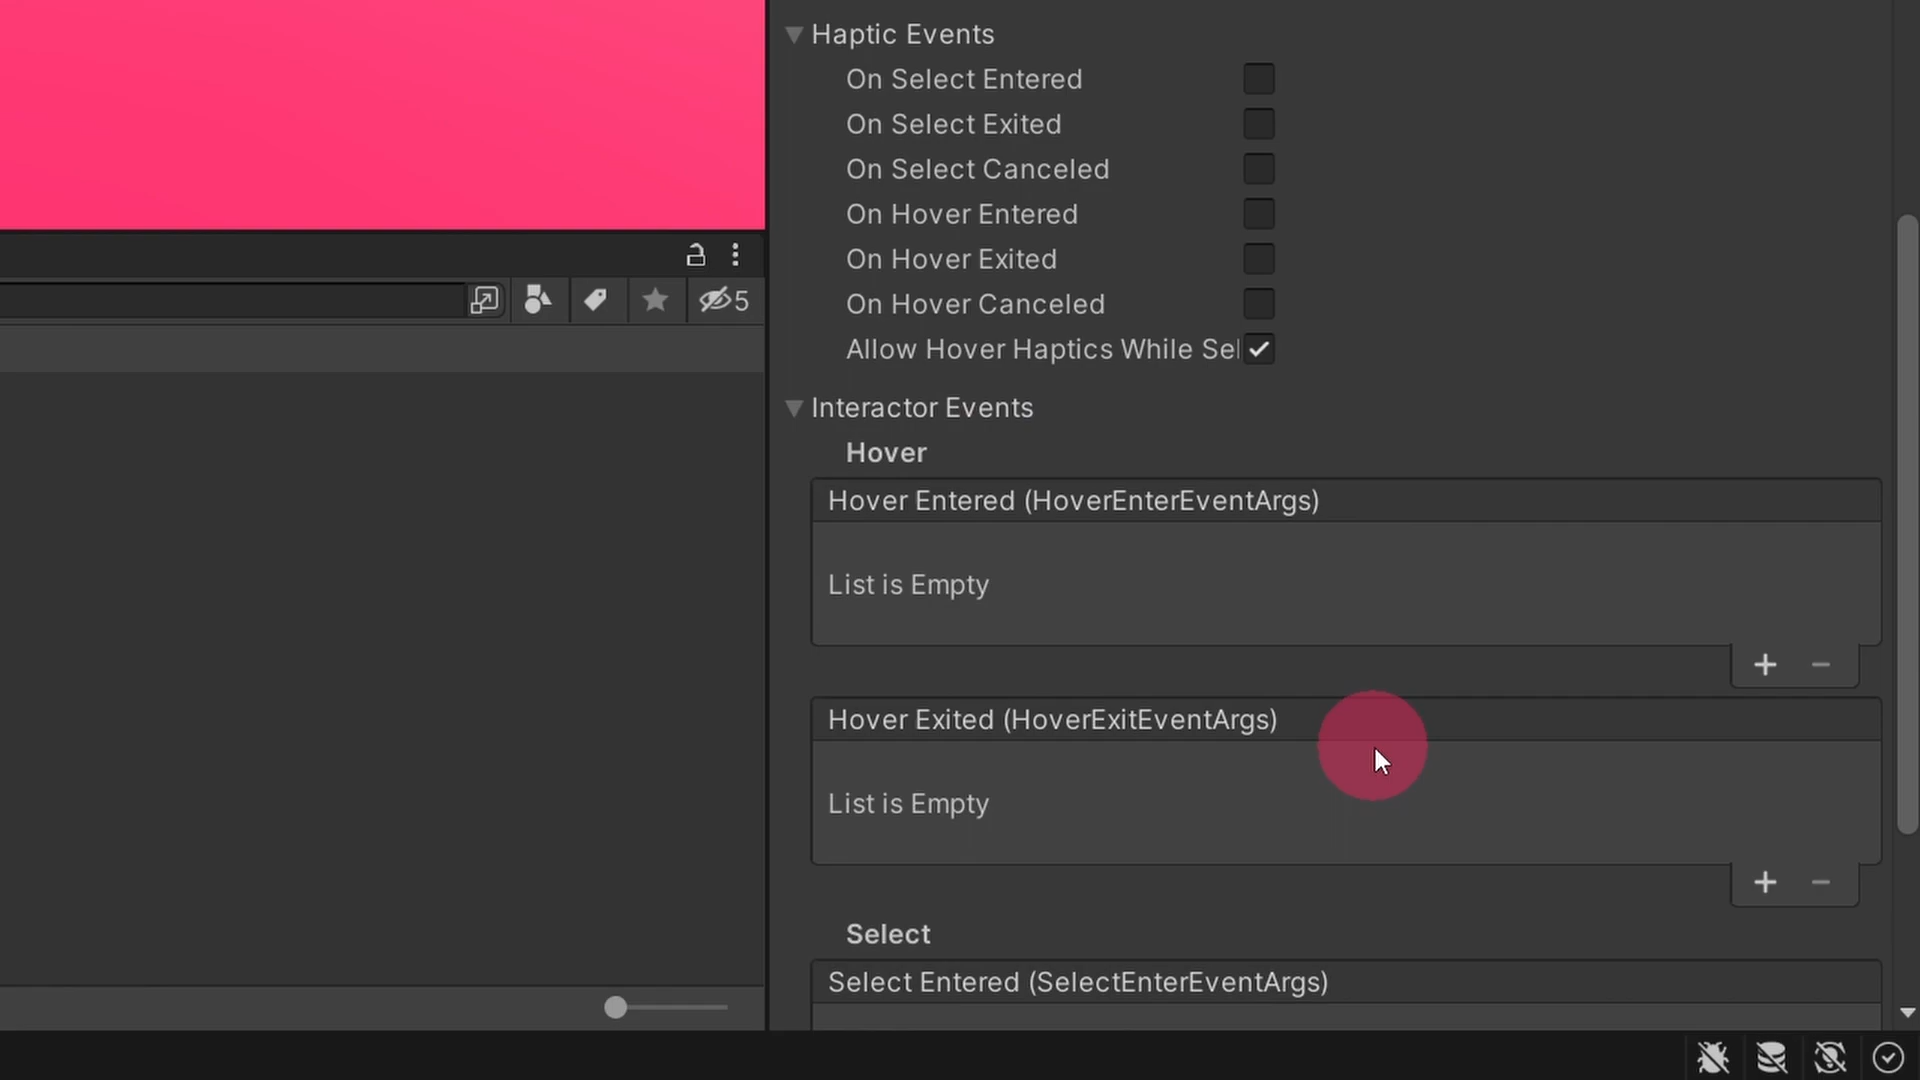 Haptic Events
On Select Entered
On Select Exited
On Select Canceled
On Hover Entered
On Hover Exited
On Hover Canceled
Allow Hover Haptics While Sel
5
Interactor Events
Hover
Hover Entered (HoverEnterEventArgs)
List is Empty
Hover Exited (HoverExitEventArgs)
List is Empty
Select
Select Entered (SelectEnterEventArgs)